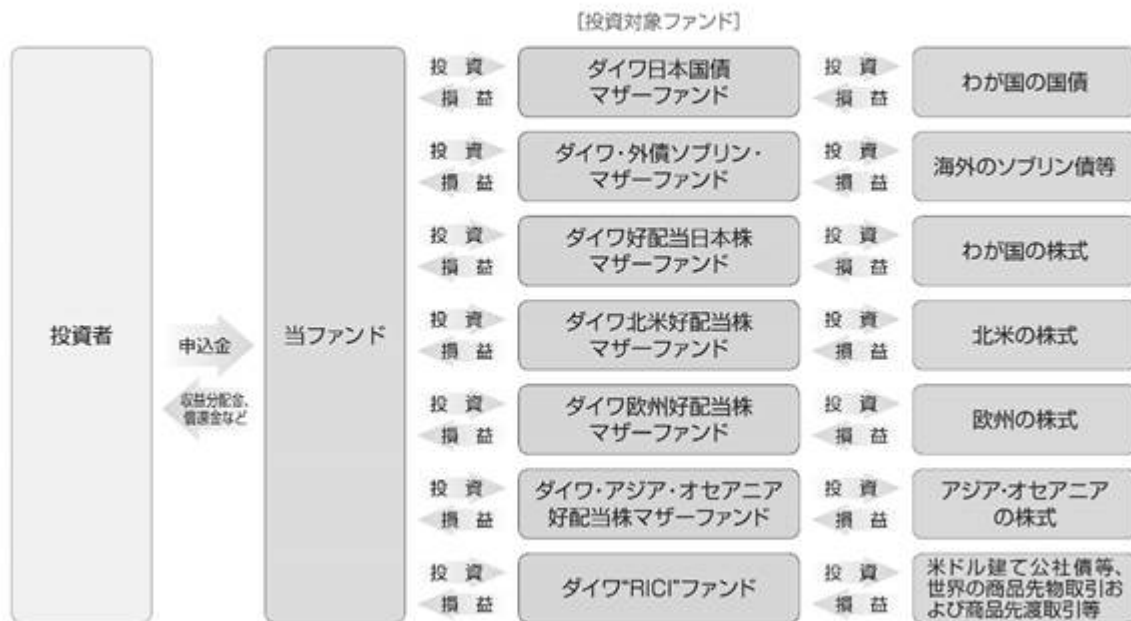 [投資対象ファンド]
投資者
申込金
収益分配金、
償還金など
当ファンド
投 資
損 益
ダイワ日本国債
マザーファンド
投 資
損 益
わが国の国債
投 資
損 益
ダイワ・外債ソブリン・
マザーファンド
投 資
損 益
海外のソブリン債等
投 資
損 益
ダイワ好配当日本株
マザーファンド
投 資
損 益
わが国の株式
投 資
損 益
ダイワ北米好配当株
マザーファンド
投 資
損 益
北米の株式
投 資
損 益
ダイワ欧州好配当株
マザーファンド
投 資
損 益
欧州の株式
投 資
損 益
ダイワ・アジア・オセアニア
好配当株マザーファンド
投 資
損 益
アジア・オセアニア
の株式
投 資
損 益
ダイワ"RICI"ファンド
投 資
損 益
米ドル建て公社債等、
世界の商品先物取引お
よび商品先渡取引等